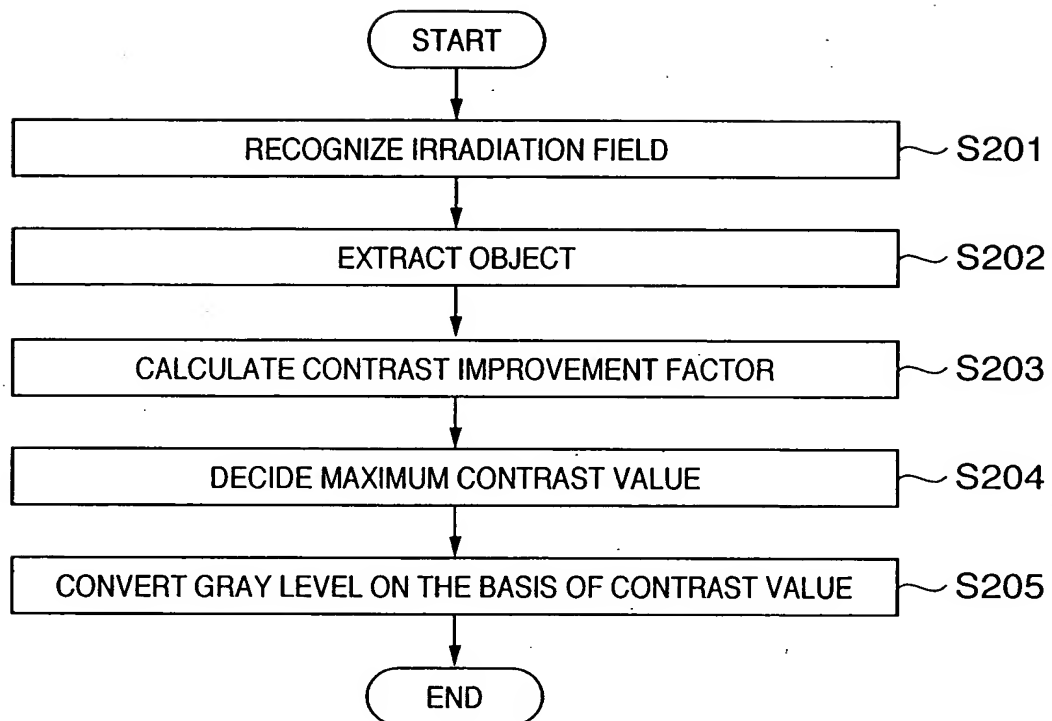 START
RECOGNIZE IRRADIATION FIELD S201
EXTRACT OBJECT S202
CALCULATE CONTRAST IMPROVEMENT FACTOR S203
DECIDE MAXIMUM CONTRAST VALUE S204
CONVERT GRAY LEVEL ON THE BASIS OF CONTRAST VALUE S205
END